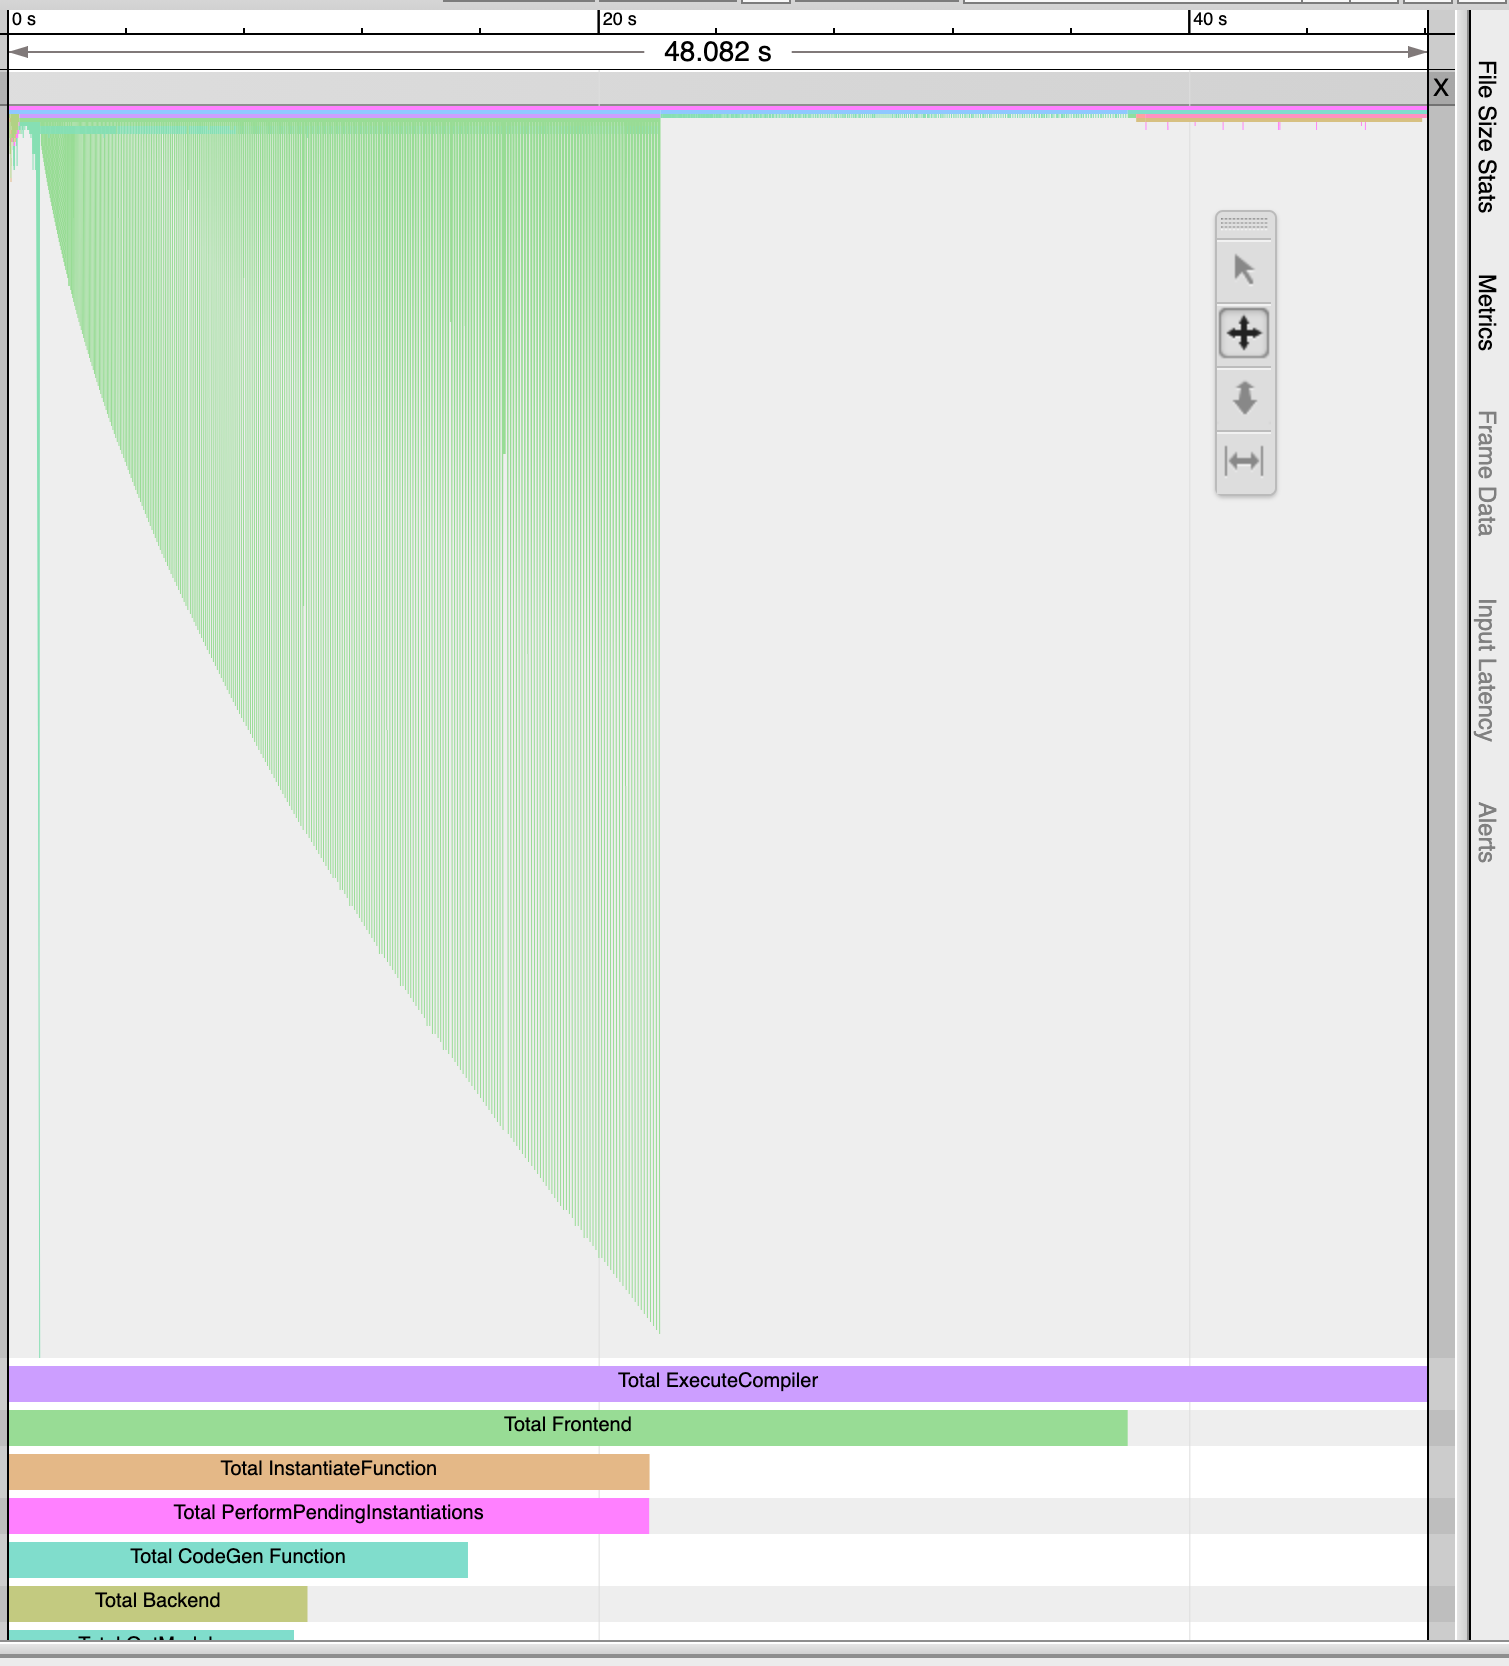 0 s
20 s
40 s
48.082 s
X
File Size Stats
Metrics
Frame Data
Input Latency
Alerts
Total ExecuteCompiler
Total Frontend
Total InstantiateFunction
Total PerformPendingInstantiations
Total CodeGen Function
Total Backend
Total